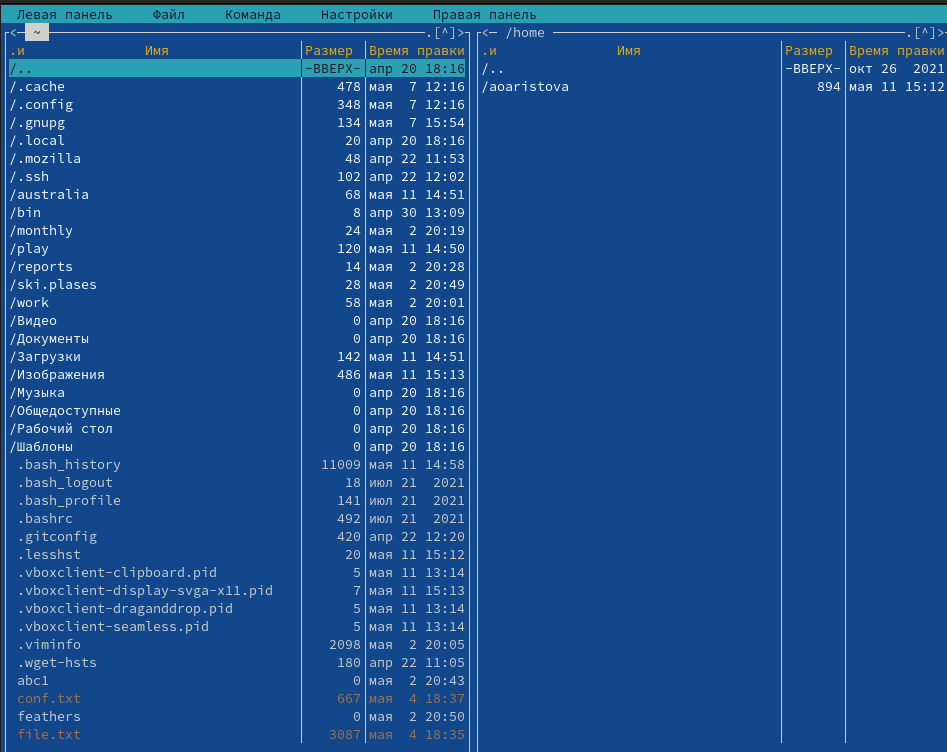 Левая панель Файл Команда Настройки Правая панель
<─ ~ .[^]> <─ /home .[^]>
.и Имя Размер Время правки .и Имя Размер Время правки
/.. -ВВЕРХ- апр 20 18:16 /.. -ВВЕРХ- окт 26 2021
/.cache 478 мая 7 12:16 /aoaristova 894 мая 11 15:12
/.config 348 мая 7 12:16
/.gnupg 134 мая 7 15:54
/.local 20 апр 20 18:16
/.mozilla 48 апр 22 11:53
/.ssh 102 апр 22 12:02
/australia 68 мая 11 14:51
/bin 8 апр 30 13:09
/monthly 24 мая 2 20:19
/play 120 мая 11 14:50
/reports 14 мая 2 20:28
/ski.plases 28 мая 2 20:49
/work 58 мая 2 20:01
/Видео 0 апр 20 18:16
/Документы 0 апр 20 18:16
/Загрузки 142 мая 11 14:51
/Изображения 486 мая 11 15:13
/Музыка 0 апр 20 18:16
/Общедоступные 0 апр 20 18:16
/Рабочий стол 0 апр 20 18:16
/Шаблоны 0 апр 20 18:16
.bash_history 11009 мая 11 14:58
.bash_logout 18 июл 21 2021
.bash_profile 141 июл 21 2021
.bashrc 492 июл 21 2021
.gitconfig 420 апр 22 12:20
.lesshst 20 мая 11 15:12
.vboxclient-clipboard.pid 5 мая 11 13:14
.vboxclient-display-svga-x11.pid 7 мая 11 15:13
.vboxclient-draganddrop.pid 5 мая 11 13:14
.vboxclient-seamless.pid 5 мая 11 13:14
.viminfo 2098 мая 2 20:05
.wget-hsts 180 апр 22 11:05
abc1 0 мая 2 20:43
conf.txt 667 мая 4 18:37
feathers 0 мая 2 20:50
file.txt 3087 мая 4 18:35